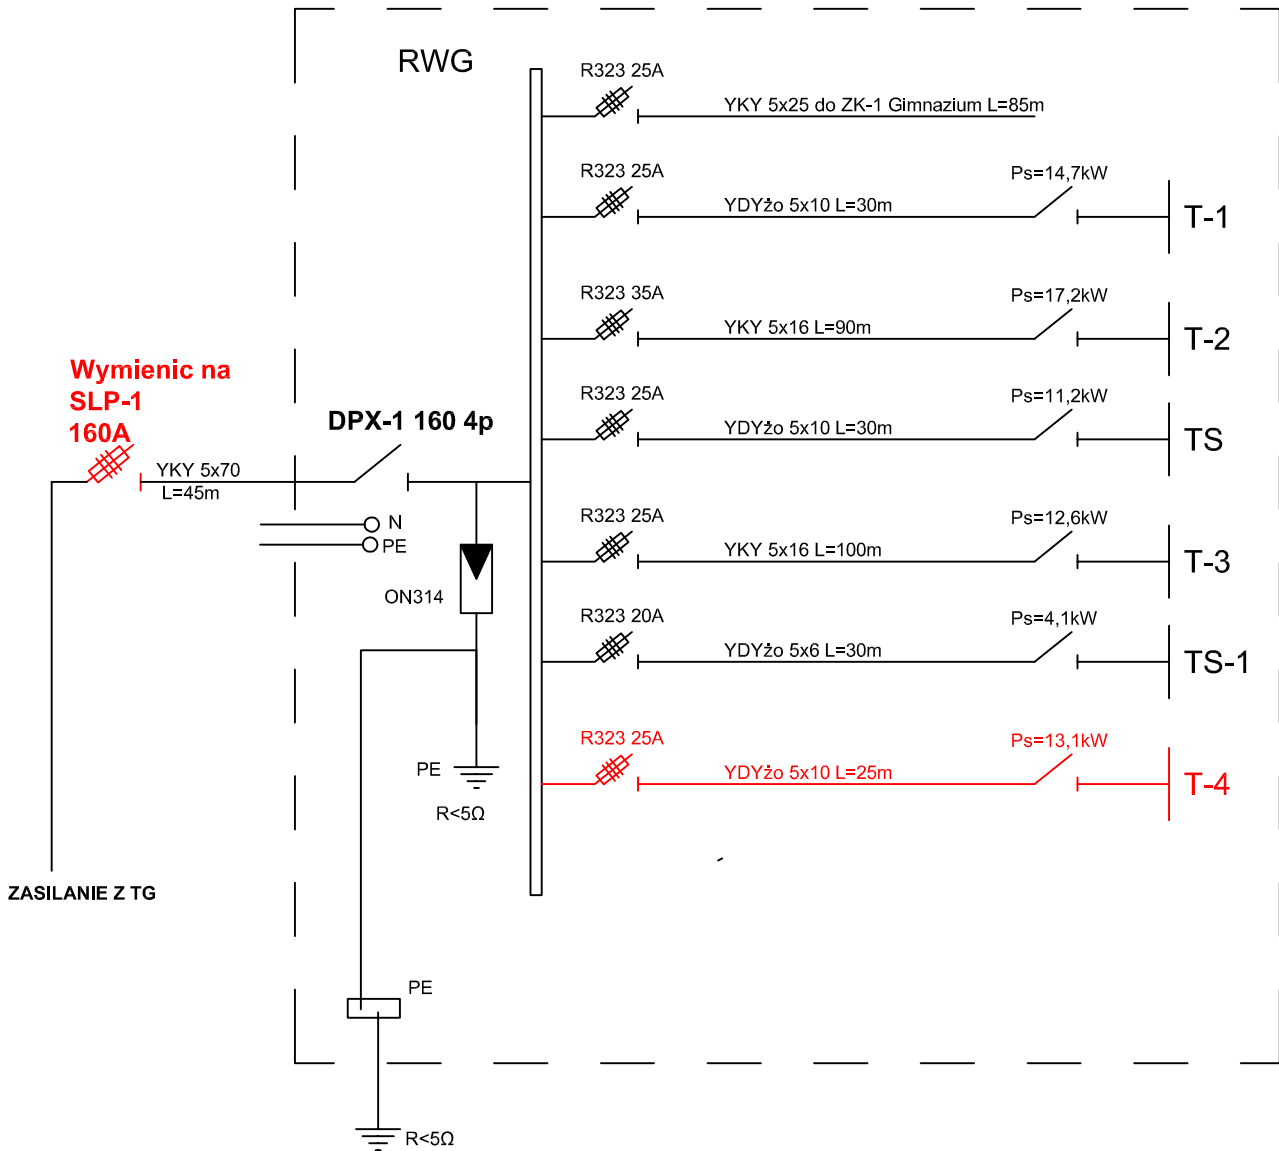 RWG
R323 25A
YKY 5x25 do ZK-1 Gimnazium L=85m
R323 25A
YDYżo 5x10 L=30m
Ps=14,7kW
T-1
R323 35A
YKY 5x16 L=90m
Ps=17,2kW
T-2
Wymienic na
SLP-1
160A
YKY 5x70
L=45m
DPX-1 160 4p
R323 25A
YDYżo 5x10 L=30m
Ps=11,2kW
TS
N
PE
ON314
R323 25A
YKY 5x16 L=100m
Ps=12,6kW
T-3
R323 20A
YDYżo 5x6 L=30m
Ps=4,1kW
TS-1
R323 25A
YDYżo 5x10 L=25m
Ps=13,1kW
T-4
PE
R<5Ω
ZASILANIE Z TG
PE
R<5Ω